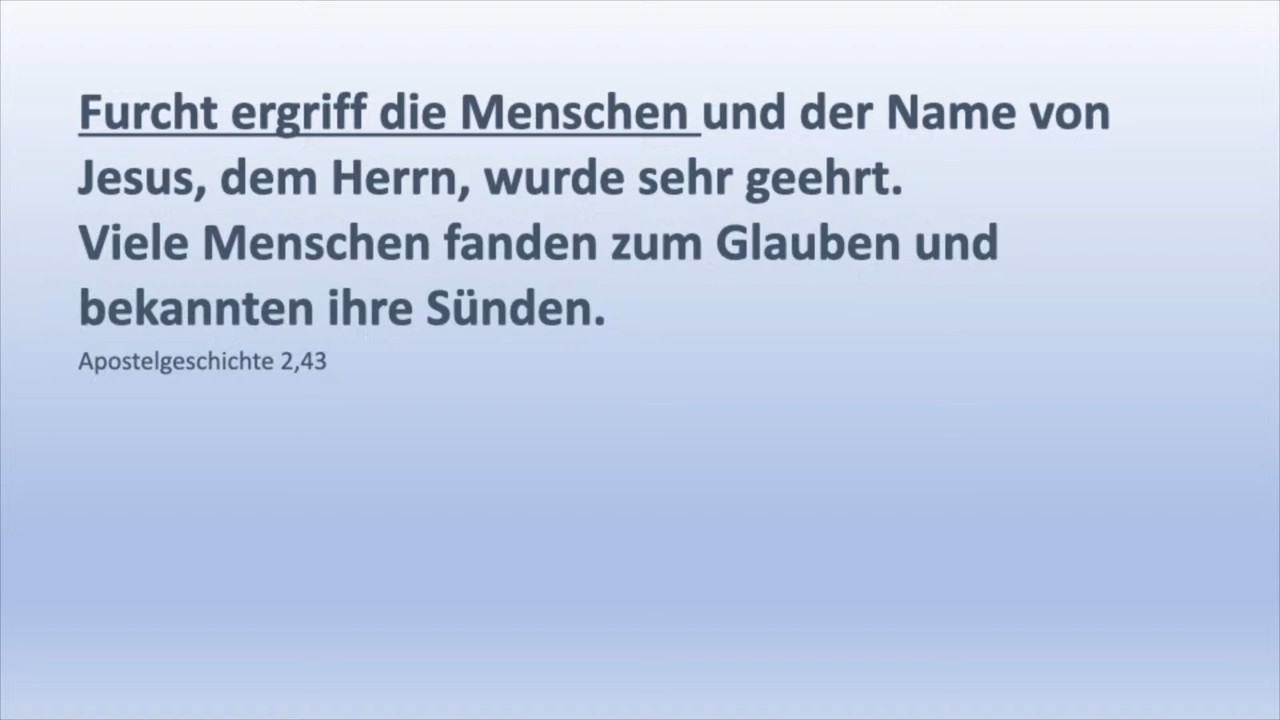 Furcht ergriff die Menschen und der Name von
Jesus, dem Herrn, wurde sehr geehrt.
Viele Menschen fanden zum Glauben und
bekannten ihre Sünden.
Apostelgeschichte 2,43